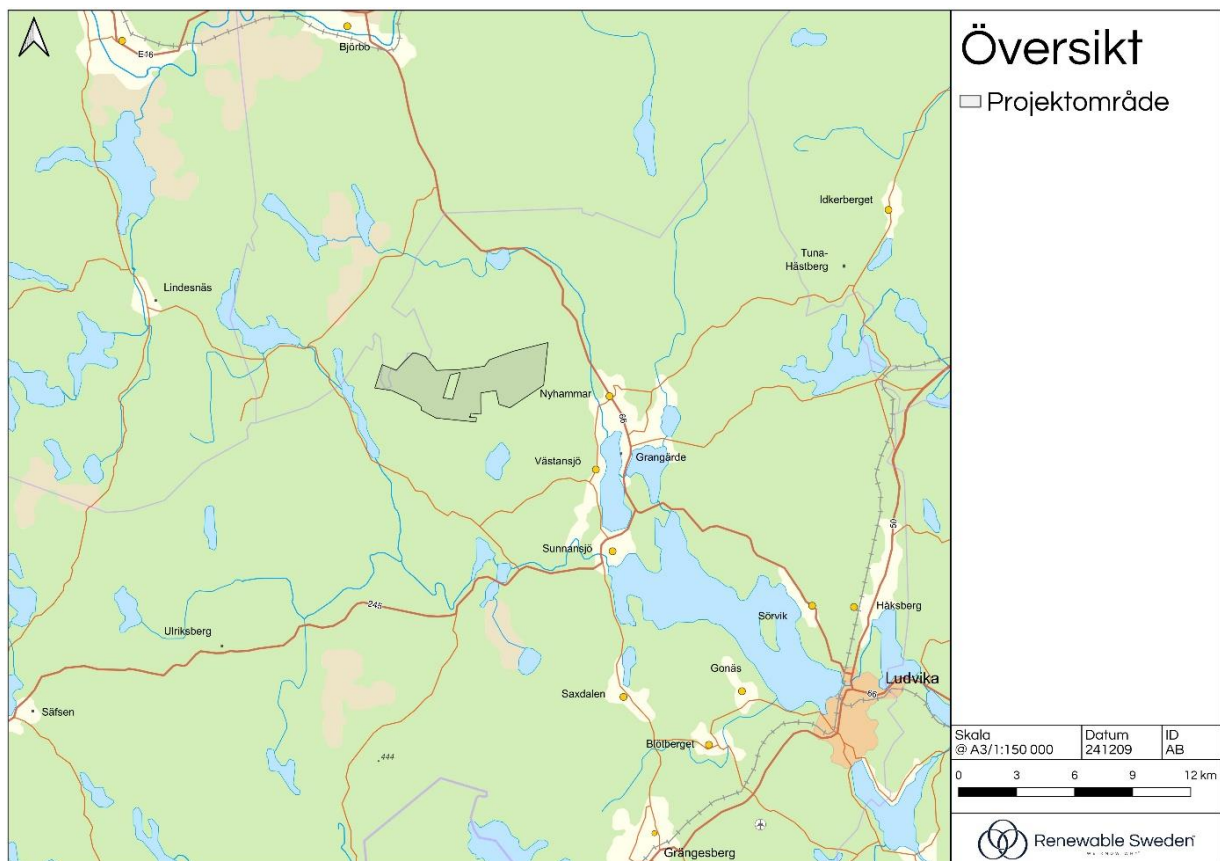 Översikt
Projektområde
E16
Björbo
Idkerberget
Tuna-
Hästberg
Lindesnäs
Nyhammar
66
Grangärde
Västansjö
50
Sunnansjö
245
Sörvik
Håksberg
Ulriksberg
Gonäs
Ludvika
66
Saxdalen
Säfsen
Blötberget
444
Grängesberg
Skala
@ A3/1:150 000
Datum
241209
ID
AB
0 3 6 9 12 km
Renewable Sweden